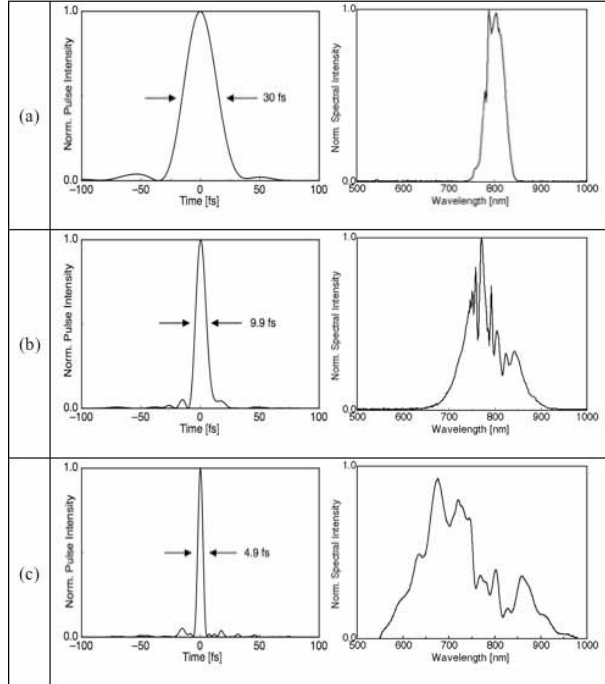 (a)
Norm. Pulse Intensity
1.0
0.0
−100 −50 0 50 100
Time [fs]
30 fs
Norm. Spectral Intensity
1.0
0.0
500 600 700 800 900 1000
Wavelength [nm]
(b)
Norm. Pulse Intensity
1.0
0.0
−100 −50 0 50 100
Time [fs]
9.9 fs
Norm. Spectral Intensity
1.0
0.0
500 600 700 800 900 1000
Wavelength [nm]
(c)
Norm. Pulse Intensity
1.0
0.0
−100 −50 0 50 100
Time [fs]
4.9 fs
Norm. Spectral Intensity
1.0
0.0
500 600 700 800 900 1000
Wavelength [nm]